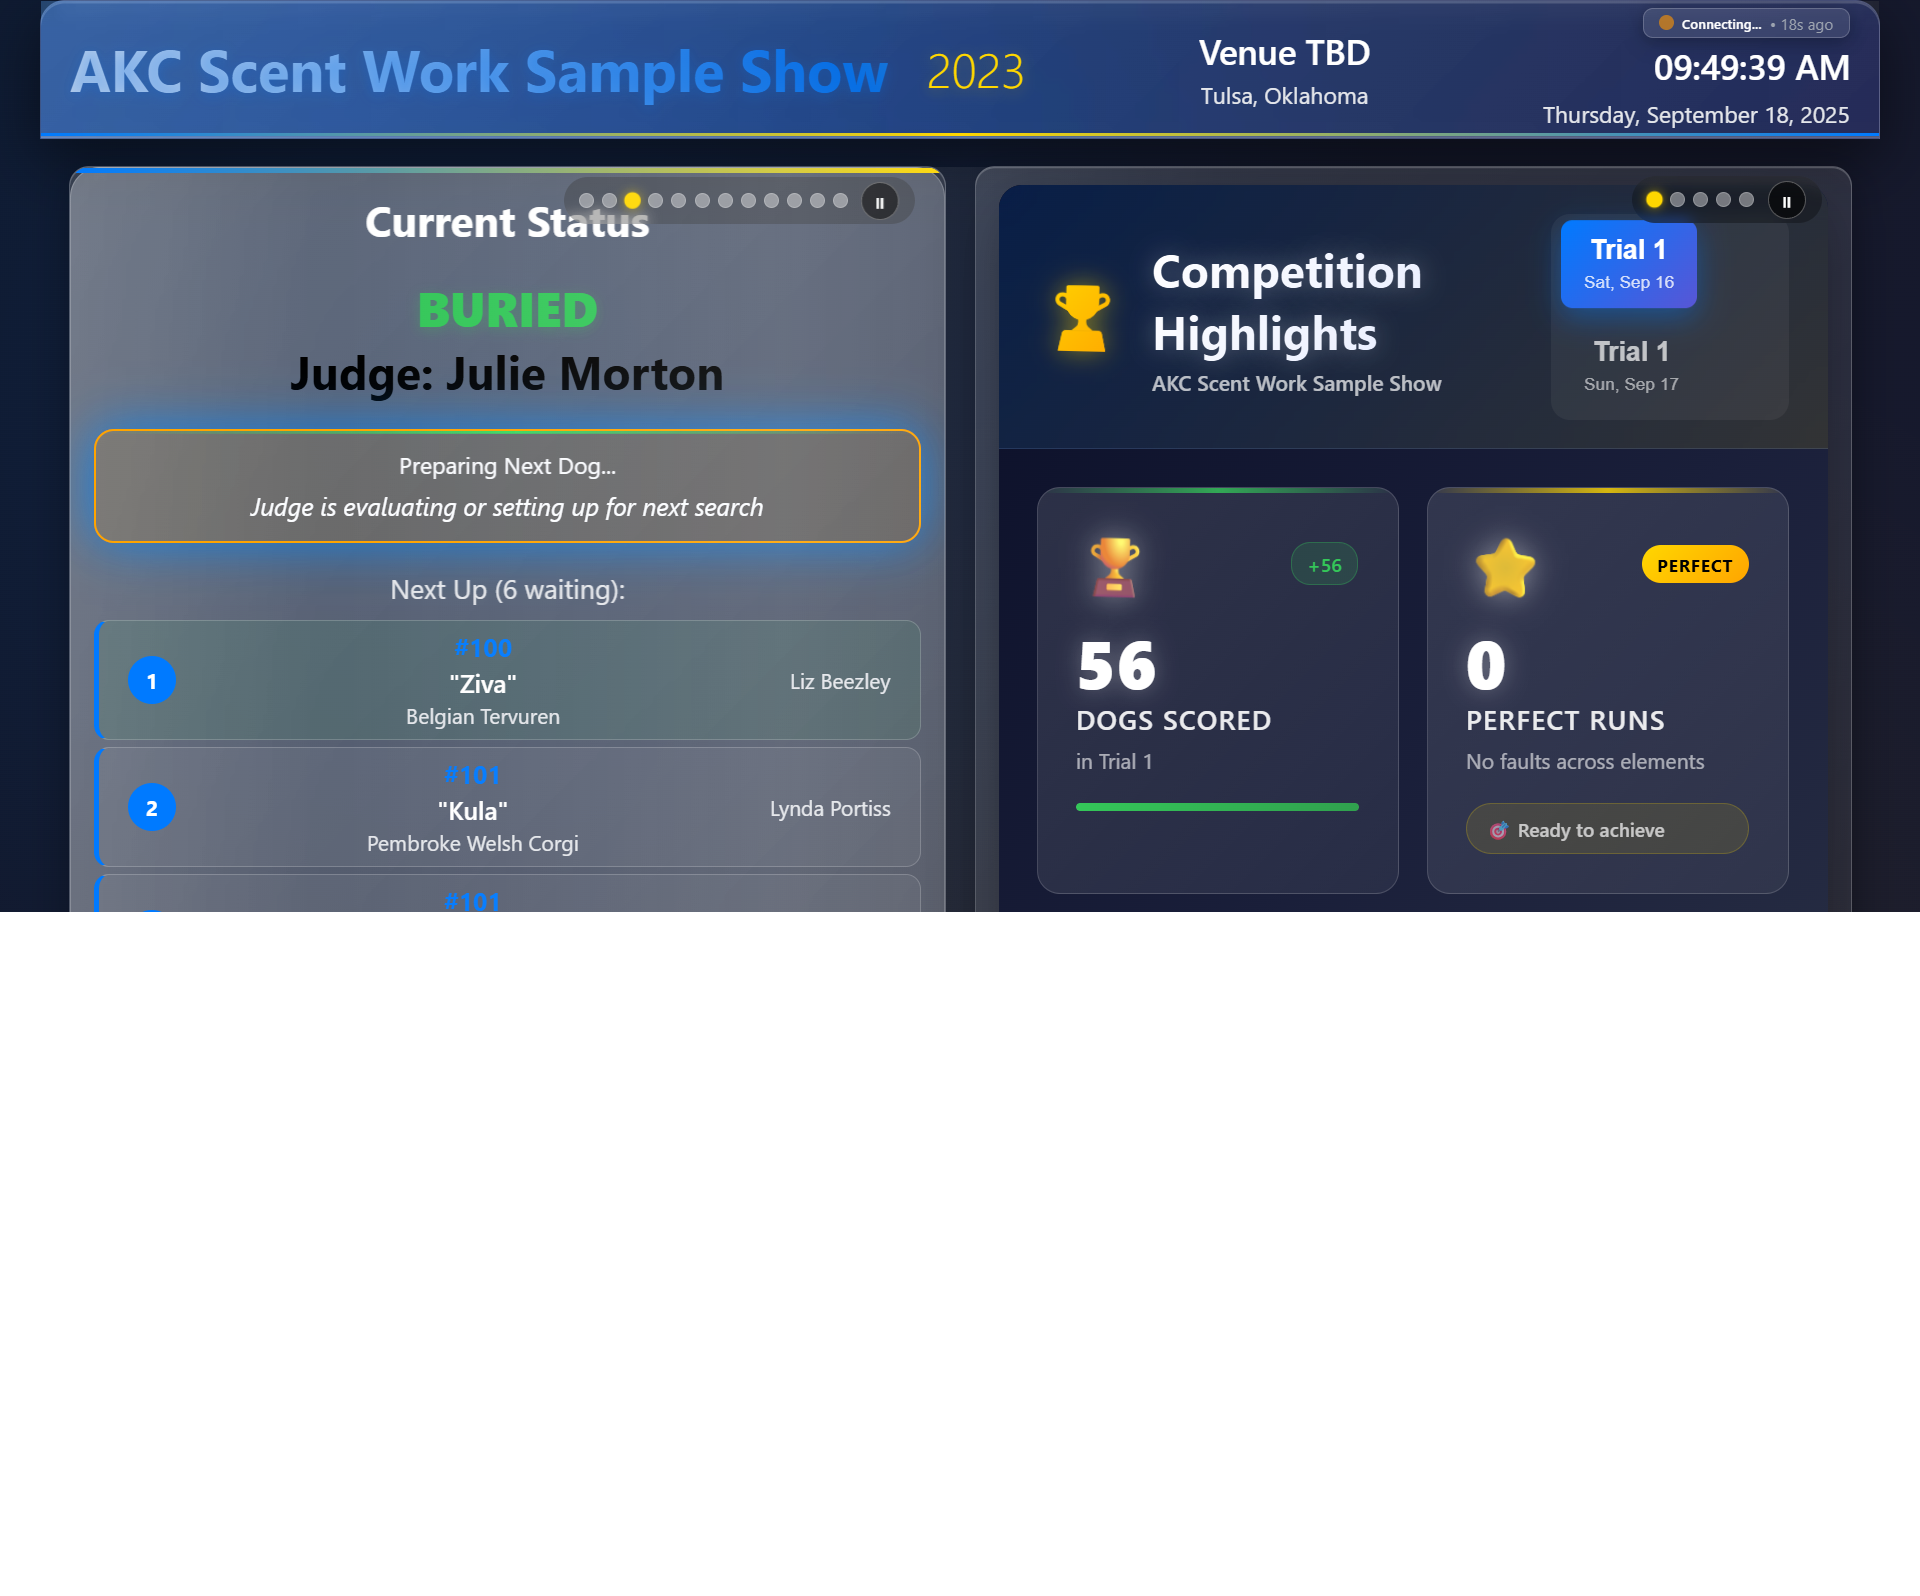 AKC Scent Work Sample Show 2023
Venue TBD
Tulsa, Oklahoma
Connecting... • 18s ago
09:49:39 AM
Thursday, September 18, 2025
Current Status
BURIED
Judge: Julie Morton
Preparing Next Dog...
Judge is evaluating or setting up for next search
Next Up (6 waiting):
1
#100
"Ziva"
Belgian Tervuren
Liz Beezley
2
#101
"Kula"
Pembroke Welsh Corgi
Lynda Portiss
#101
Competition
Highlights
AKC Scent Work Sample Show
Trial 1
Sat, Sep 16
Trial 1
Sun, Sep 17
+56
56
DOGS SCORED
in Trial 1
PERFECT
0
PERFECT RUNS
No faults across elements
Ready to achieve